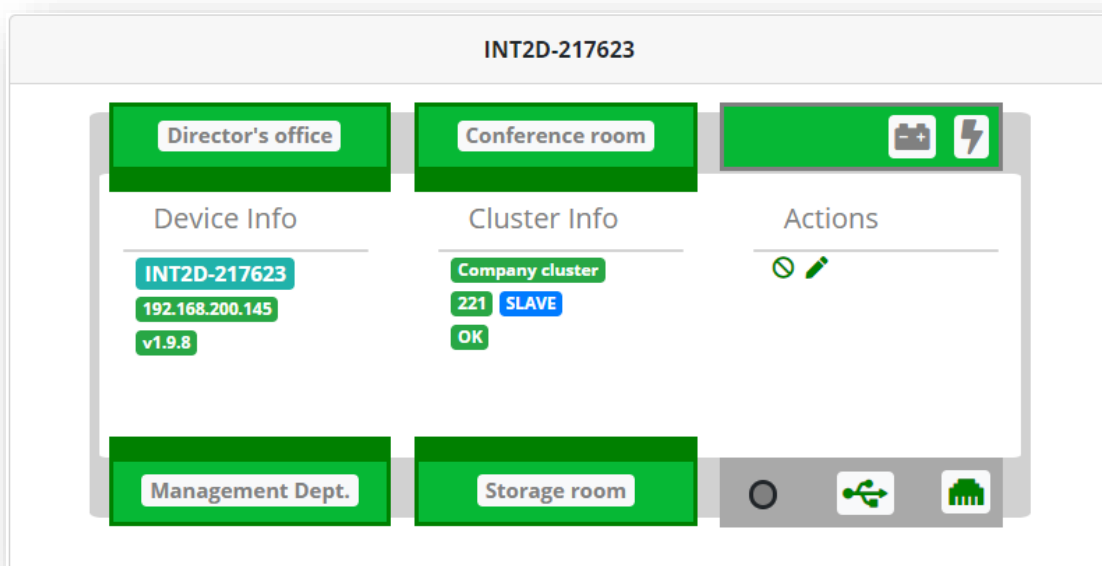 INT2D-217623
Director's office
Conference room
Device Info
Cluster Info
Actions
INT2D-217623
192.168.200.145
v1.9.8
Company cluster
221 SLAVE
OK
Management Dept.
Storage room